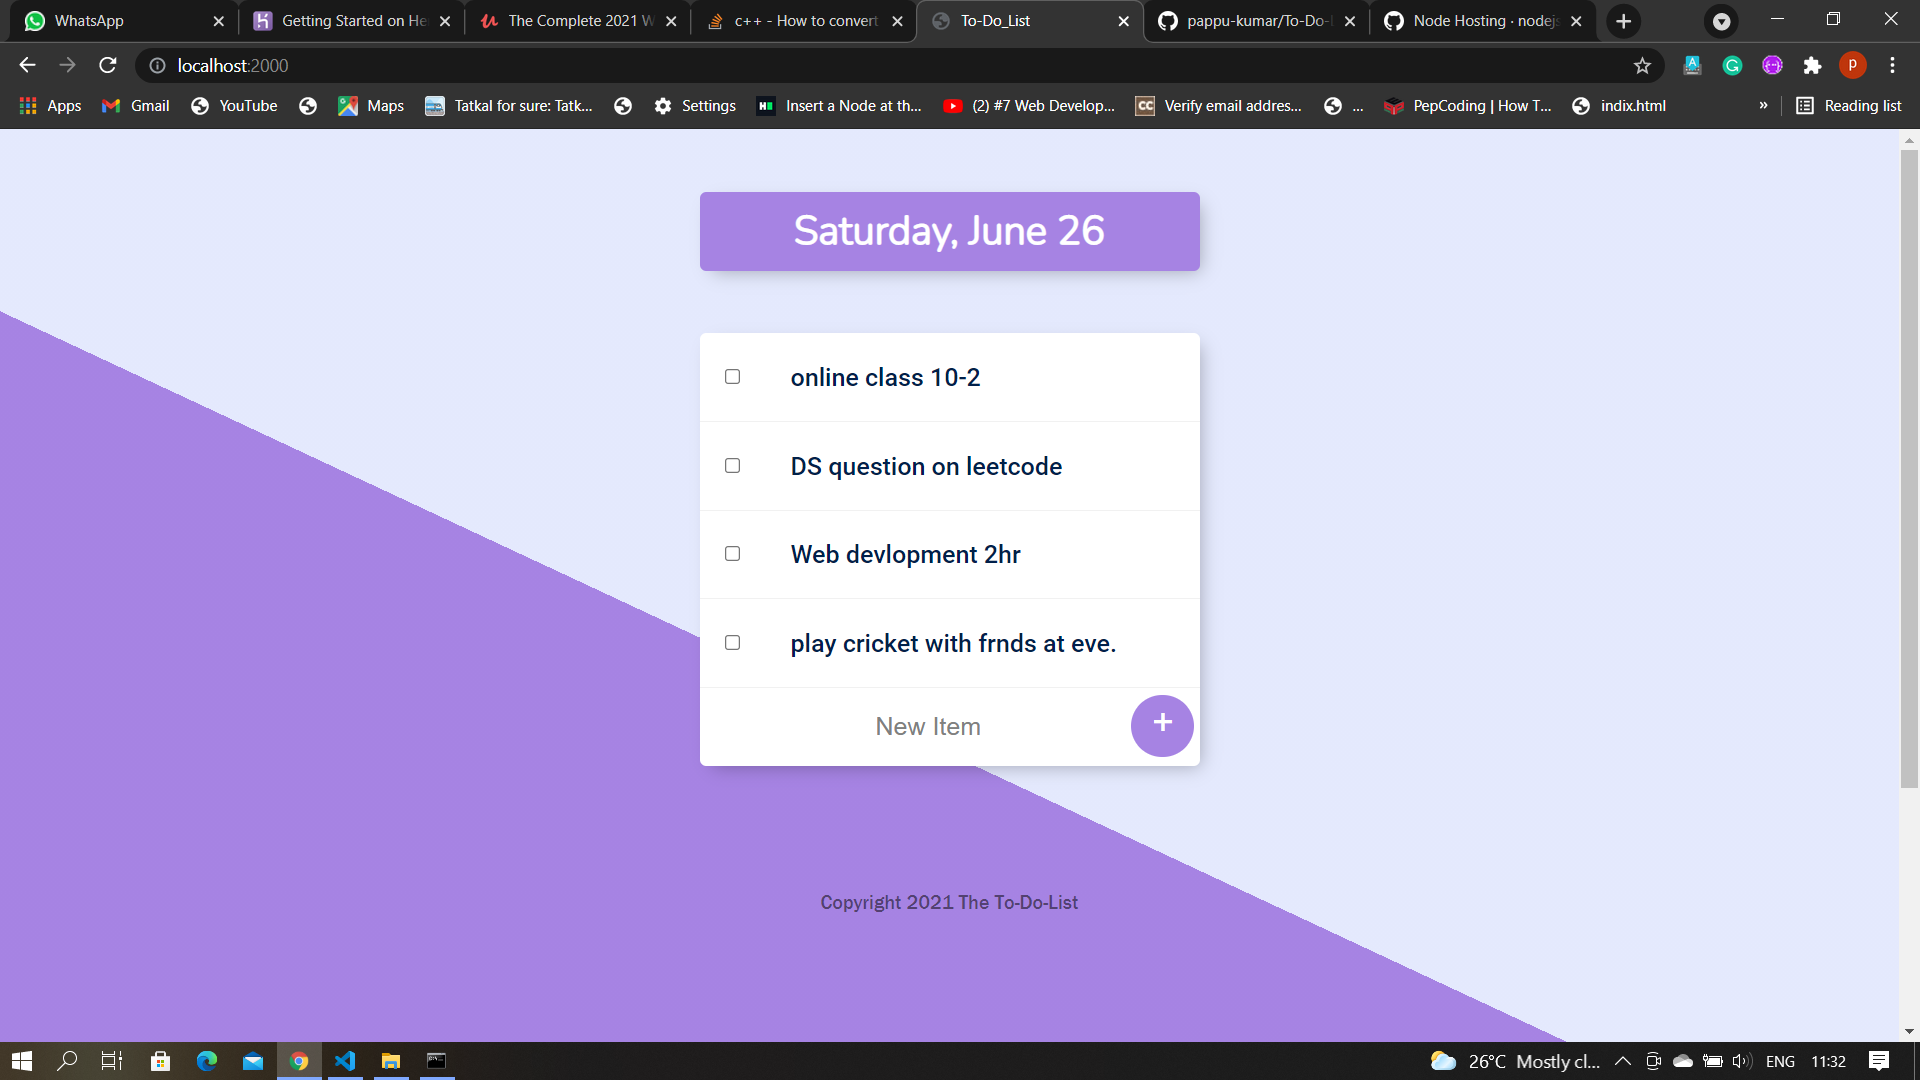 WhatsApp
Getting Started on He
The Complete 2021 W
c++ - How to convert
To-Do_List
pappu-kumar/To-Do-
Node Hosting · nodejs
localhost:2000
A
G
P
Apps
Gmail
YouTube
Maps
Tatkal for sure: Tatk...
Settings
Insert a Node at th...
(2) #7 Web Develop...
CC
Verify email addres...
...
PepCoding | How T...
indix.html
»
Reading list
Saturday, June 26
online class 10-2
DS question on leetcode
Web devlopment 2hr
play cricket with frnds at eve.
New Item
+
Copyright 2021 The To-Do-List
26°C Mostly cl...
ENG
11:32